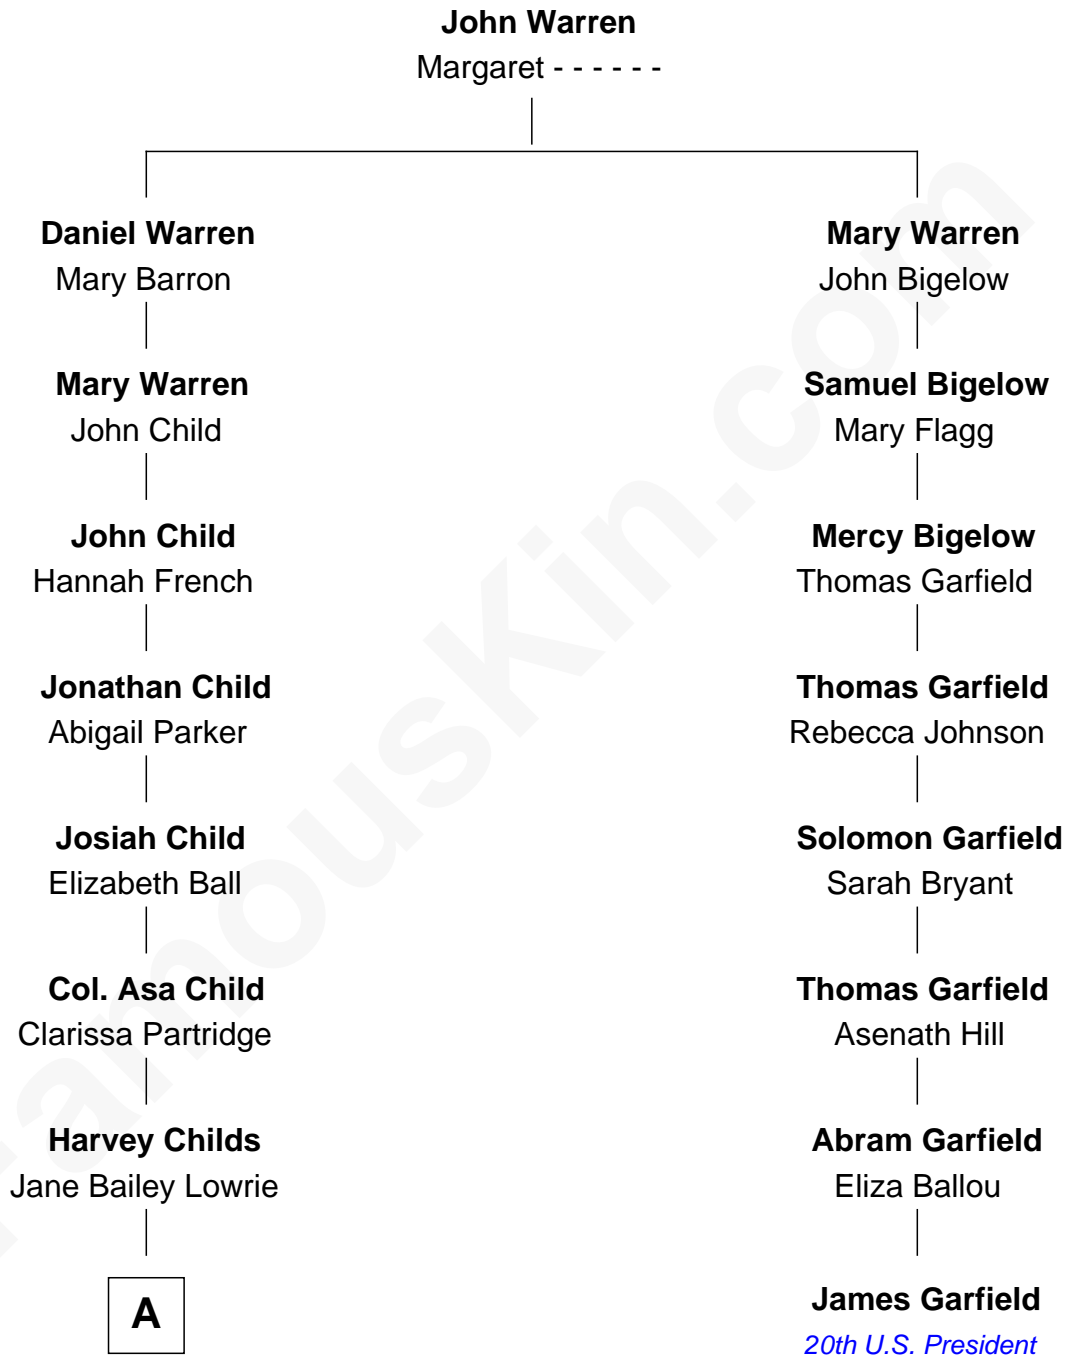 John Warren
Margaret - - - - - -
Daniel Warren
Mary Barron
Mary Warren
John Bigelow
Mary Warren
John Child
Samuel Bigelow
Mary Flagg
John Child
Hannah French
Mercy Bigelow
Thomas Garfield
Jonathan Child
Abigail Parker
Thomas Garfield
Rebecca Johnson
Josiah Child
Elizabeth Ball
Solomon Garfield
Sarah Bryant
Col. Asa Child
Clarissa Partridge
Thomas Garfield
Asenath Hill
Harvey Childs
Jane Bailey Lowrie
Abram Garfield
Eliza Ballou
A
James Garfield
20th U.S. President
FamousKin.com